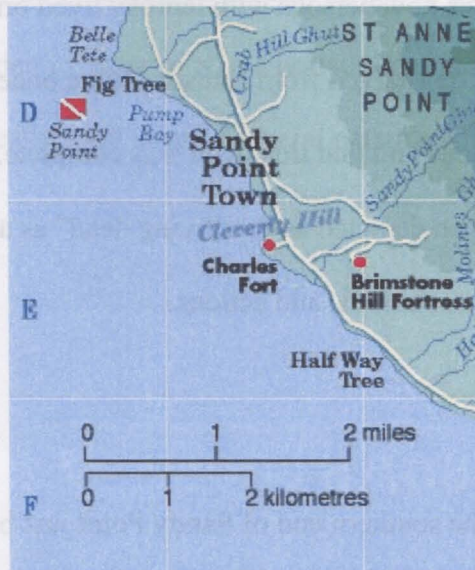 Belle
Tete
Crab Hill Ghut
ST ANNE
SANDY
POINT
Fig Tree
D
Sandy
Point
Pump
Bay
Sandy
Point
Town
Sandy Point Ghut
Cleverly Hill
Molines
Charles
Fort
Brimstone
Hill Fortress
E
Half Way
Tree
0 1 2 miles
0 1 2 kilometres
F